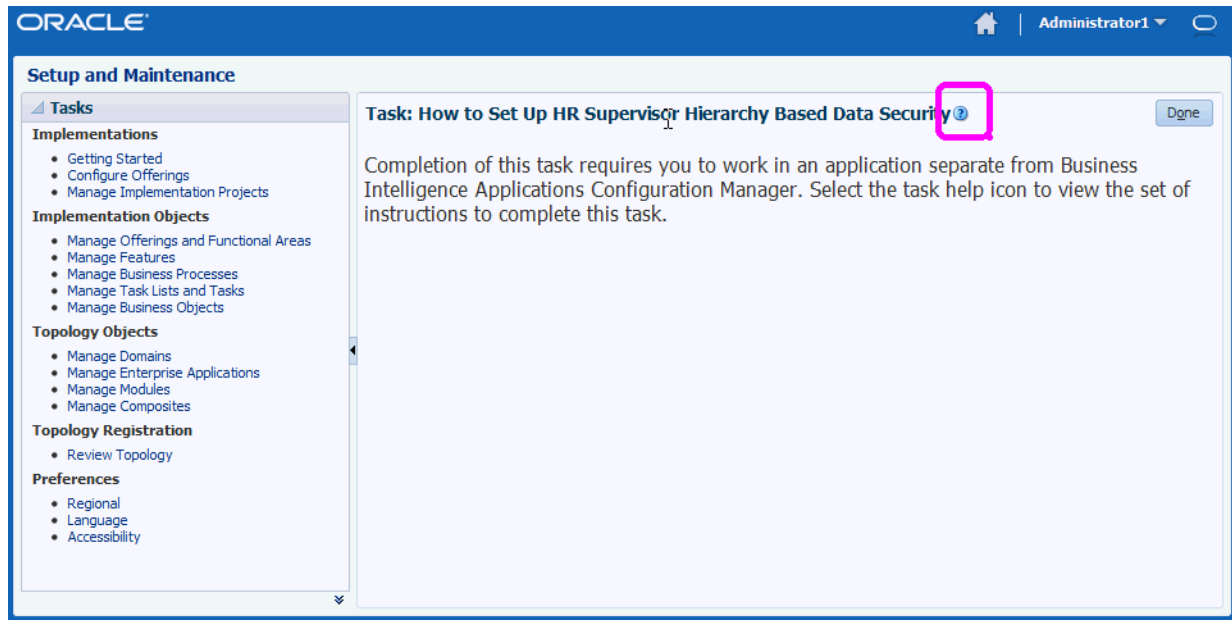 ORACLE
Administrator1
Setup and Maintenance
Tasks
Implementations
Getting Started
Configure Offerings
Manage Implementation Projects
Implementation Objects
Manage Offerings and Functional Areas
Manage Features
Manage Business Processes
Manage Task Lists and Tasks
Manage Business Objects
Topology Objects
Manage Domains
Manage Enterprise Applications
Manage Modules
Manage Composites
Topology Registration
Review Topology
Preferences
Regional
Language
Accessibility
Task: How to Set Up HR Supervisor Hierarchy Based Data Security ?
Done
Completion of this task requires you to work in an application separate from Business
Intelligence Applications Configuration Manager. Select the task help icon to view the set of
instructions to complete this task.